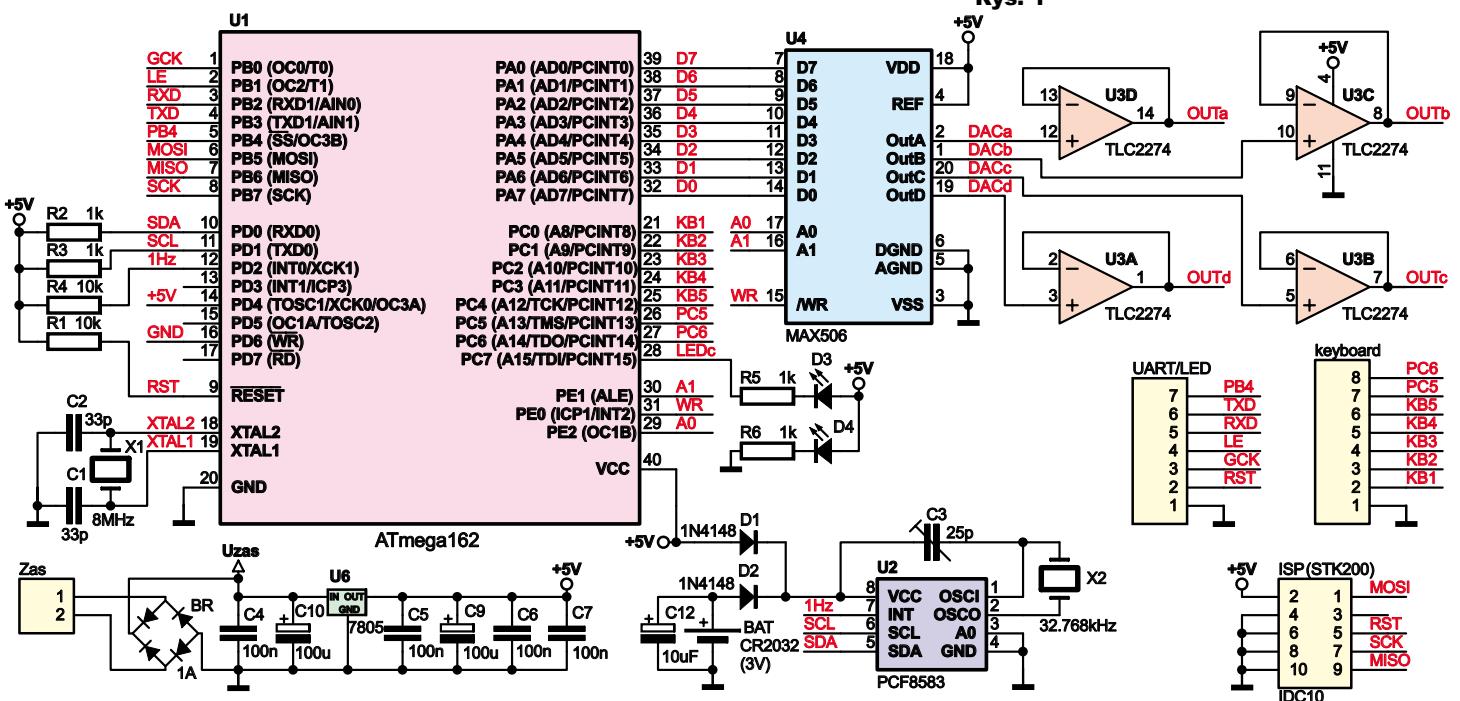 Rys. 1
U1
GCK 1 PB0 (OC0/T0)
LE 2 PB1 (OC2/T1)
RXD 3 PB2 (RXD1/AIN0)
TXD 4 PB3 (TXD1/AIN1)
PB4 5 PB4 (SS/OC3B)
MOSI 6 PB5 (MOSI)
MISO 7 PB6 (MISO)
SCK 8 PB7 (SCK)
SDA 10 PD0 (RXD0)
SCL 11 PD1 (TXD0)
1Hz 12 PD2 (INT0/XCK1)
13 PD3 (INT1/ICP3)
+5V 14 PD4 (TOSC1/XCK0/OC3A)
15 PD5 (OC1A/TOSC2)
GND 16 PD6 (WR)
17 PD7 (RD)
RST 9 RESET
XTAL2 18 XTAL2
XTAL1 19 XTAL1
20 GND
PA0 (AD0/PCINT0) 39 D7
PA1 (AD1/PCINT1) 38 D6
PA2 (AD2/PCINT2) 37 D5
PA3 (AD3/PCINT3) 36 D4
PA4 (AD4/PCINT4) 35 D3
PA5 (AD5/PCINT5) 34 D2
PA6 (AD6/PCINT6) 33 D1
PA7 (AD7/PCINT7) 32 D0
PC0 (A8/PCINT8) 21 KB1
PC1 (A9/PCINT9) 22 KB2
PC2 (A10/PCINT10) 23 KB3
PC3 (A11/PCINT11) 24 KB4
PC4 (A12/TCK/PCINT12) 25 KB5
PC5 (A13/TMS/PCINT13) 26 PC5
PC6 (A14/TDO/PCINT14) 27 PC6
PC7 (A15/TDI/PCINT15) 28 LEDc
PE1 (ALE) 30 A1
PE0 (ICP1/INT2) 31 WR
PE2 (OC1B) 29 A0
VCC 40
ATmega162
+5V
R2 1k
R3 1k
R4 10k
R1 10k
C2
33p
X1
C1
33p
8MHz
U4
+5V
7 D7
8 D6
9 D5
10 D4
11 D3
12 D2
13 D1
14 D0
A0 17 A0
A1 16 A1
WR 15 /WR
VDD 18
REF 4
OutA 2 DACa
OutB 1 DACb
OutC 20 DACc
OutD 19 DACd
DGND 6
AGND 5
VSS 3
MAX506
13 − U3D
14 OUTa
12 +
TLC2274
+5V
4
9 − U3C
8 OUTb
10 +
11
TLC2274
2 − U3A
1 OUTd
3 +
TLC2274
6 − U3B
7 OUTc
5 +
TLC2274
R5 1k D3
+5V
R6 1k D4
UART/LED
7 PB4
6 TXD
5 RXD
4 LE
3 GCK
2 RST
1
keyboard
8 PC6
7 PC5
6 KB5
5 KB4
4 KB3
3 KB2
2 KB1
1
Zas
1
2
BR
1A
Uzas
C4
100n
C10
+
100u
U6
IN OUT
GND
7805
C5
100n
C9
+
100u
C6
100n
C7
100n
+5V
+5V
1N4148 D1
1N4148 D2
C12
+
10uF
+
BAT
CR2032
(3V)
C3
25p
U2
8 VCC
1Hz 7 INT
SCL 6 SCL
SDA 5 SDA
OSCI 1
OSCO 2
A0 3
GND 4
PCF8583
X2
32.768kHz
+5V
ISP(STK200)
2 1 MOSI
4 3
6 5 RST
8 7 SCK
10 9 MISO
IDC10